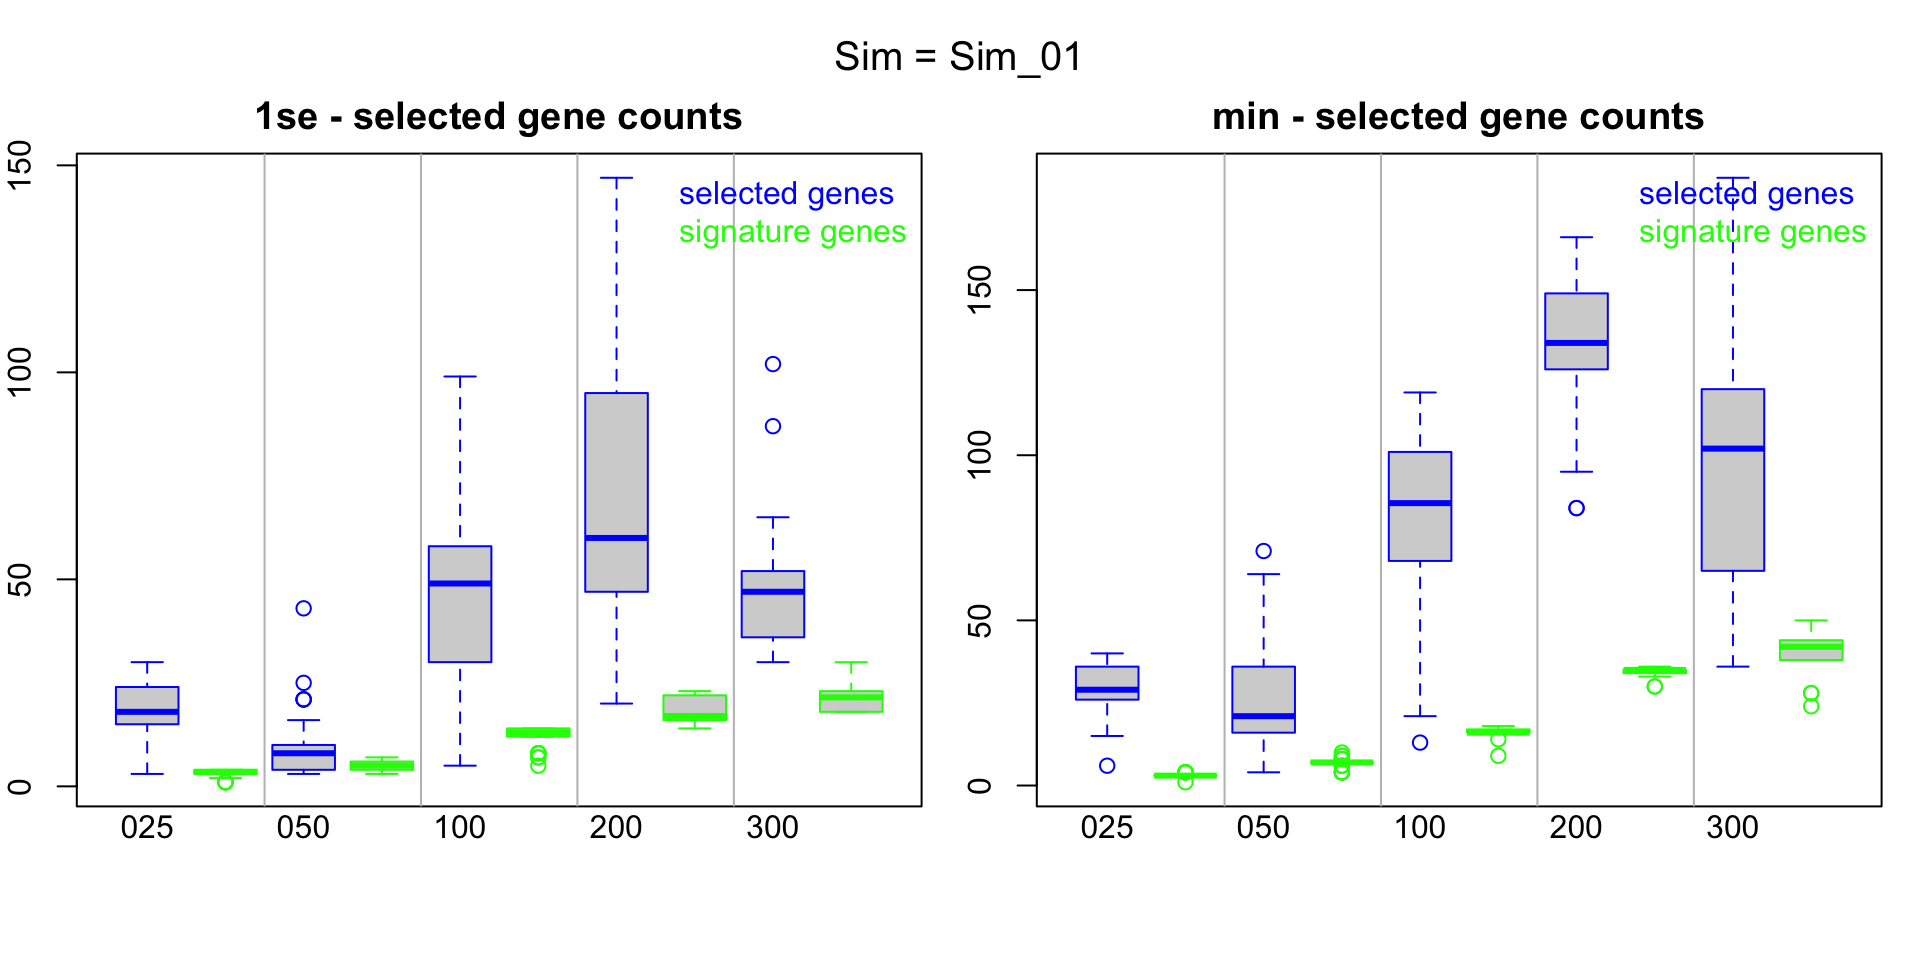 Sim = Sim_01
1se - selected gene counts
150
100
50
0
selected genes
signature genes
025 050 100 200 300
min - selected gene counts
150
100
50
0
selected genes
signature genes
025 050 100 200 300